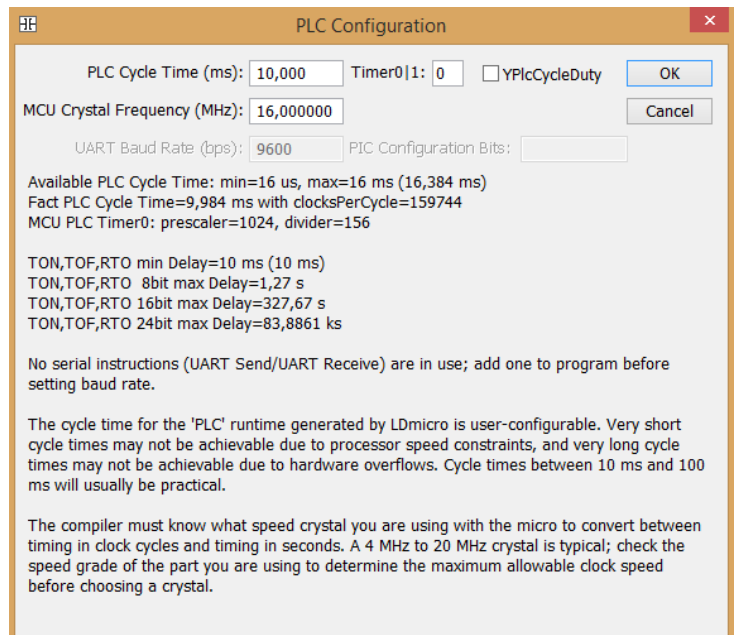 PLC Configuration
PLC Cycle Time (ms): 10,000 Timer0|1: 0 YPlcCycleDuty OK
MCU Crystal Frequency (MHz): 16,000000 Cancel
UART Baud Rate (bps): 9600 PIC Configuration Bits:
Available PLC Cycle Time: min=16 us, max=16 ms (16,384 ms)
Fact PLC Cycle Time=9,984 ms with clocksPerCycle=159744
MCU PLC Timer0: prescaler=1024, divider=156
TON,TOF,RTO min Delay=10 ms (10 ms)
TON,TOF,RTO  8bit max Delay=1,27 s
TON,TOF,RTO 16bit max Delay=327,67 s
TON,TOF,RTO 24bit max Delay=83,8861 ks
No serial instructions (UART Send/UART Receive) are in use; add one to program before
setting baud rate.
The cycle time for the 'PLC' runtime generated by LDmicro is user-configurable. Very short
cycle times may not be achievable due to processor speed constraints, and very long cycle
times may not be achievable due to hardware overflows. Cycle times between 10 ms and 100
ms will usually be practical.
The compiler must know what speed crystal you are using with the micro to convert between
timing in clock cycles and timing in seconds. A 4 MHz to 20 MHz crystal is typical; check the
speed grade of the part you are using to determine the maximum allowable clock speed
before choosing a crystal.